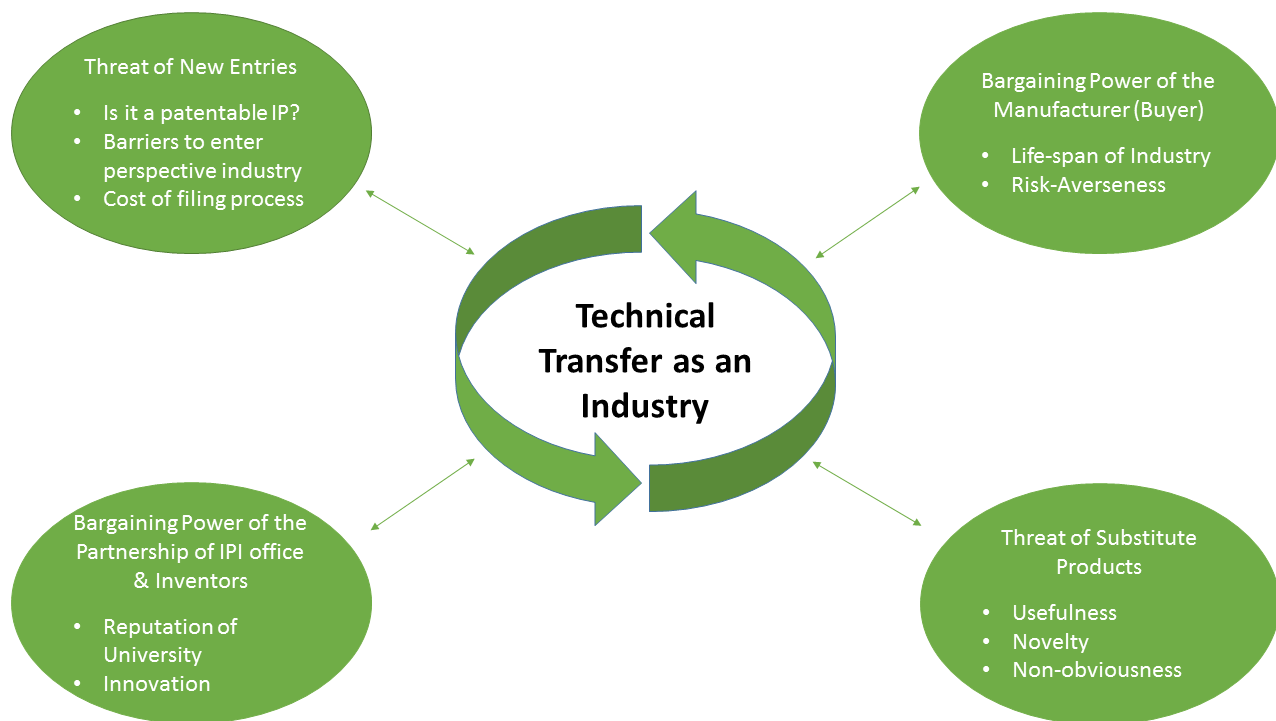 Threat of New Entries
• Is it a patentable IP?
• Barriers to enter
perspective industry
• Cost of filing process
Bargaining Power of the
Manufacturer (Buyer)
• Life-span of Industry
• Risk-Averseness
Technical
Transfer as an
Industry
Bargaining Power of the
Partnership of IPI office
& Inventors
• Reputation of
University
• Innovation
Threat of Substitute
Products
• Usefulness
• Novelty
• Non-obviousness